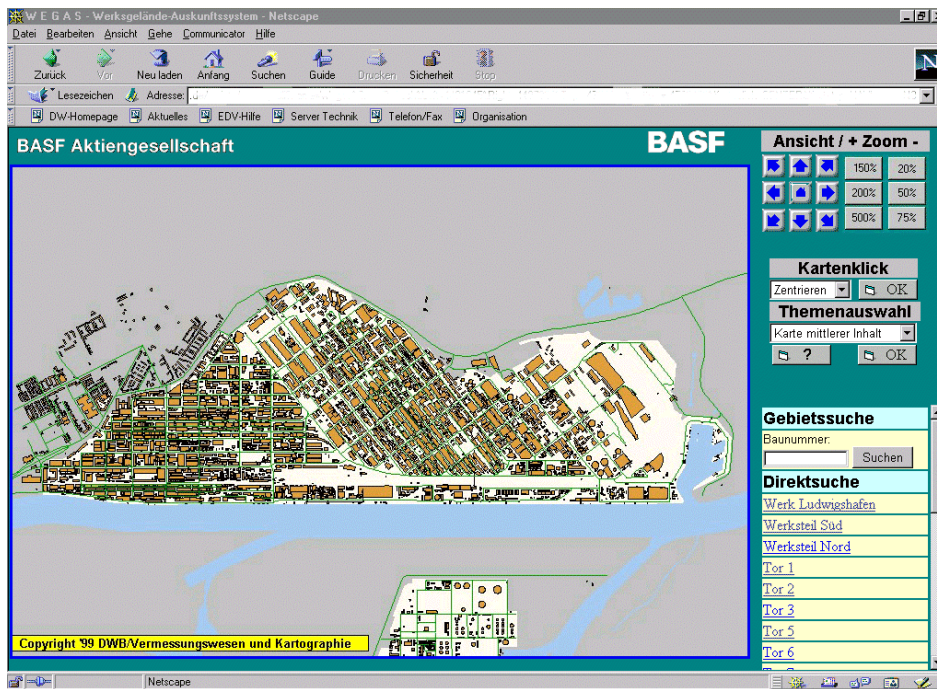 W E G A S - Werksgelände-Auskunftssystem - Netscape
Datei Bearbeiten Ansicht Gehe Communicator Hilfe
Zurück Vor Neu laden Anfang Suchen Guide Drucken Sicherheit Stop
Lesezeichen Adresse:
DW-Homepage Aktuelles EDV-Hilfe Server Technik Telefon/Fax Organisation
BASF Aktiengesellschaft
BASF
Ansicht / + Zoom -
150% 20%
200% 50%
500% 75%
Kartenklick
Zentrieren OK
Themenauswahl
Karte mittlerer Inhalt
? OK
Gebietssuche
Baunummer:
Suchen
Direktsuche
Werk Ludwigshafen
Werksteil Süd
Werksteil Nord
Tor 1
Tor 2
Tor 3
Tor 5
Tor 6
Copyright '99 DWB/Vermessungswesen und Kartographie
Netscape